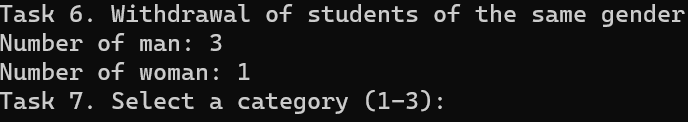 Task 6. Withdrawal of students of the same gender
Number of man: 3
Number of woman: 1
Task 7. Select a category (1-3):